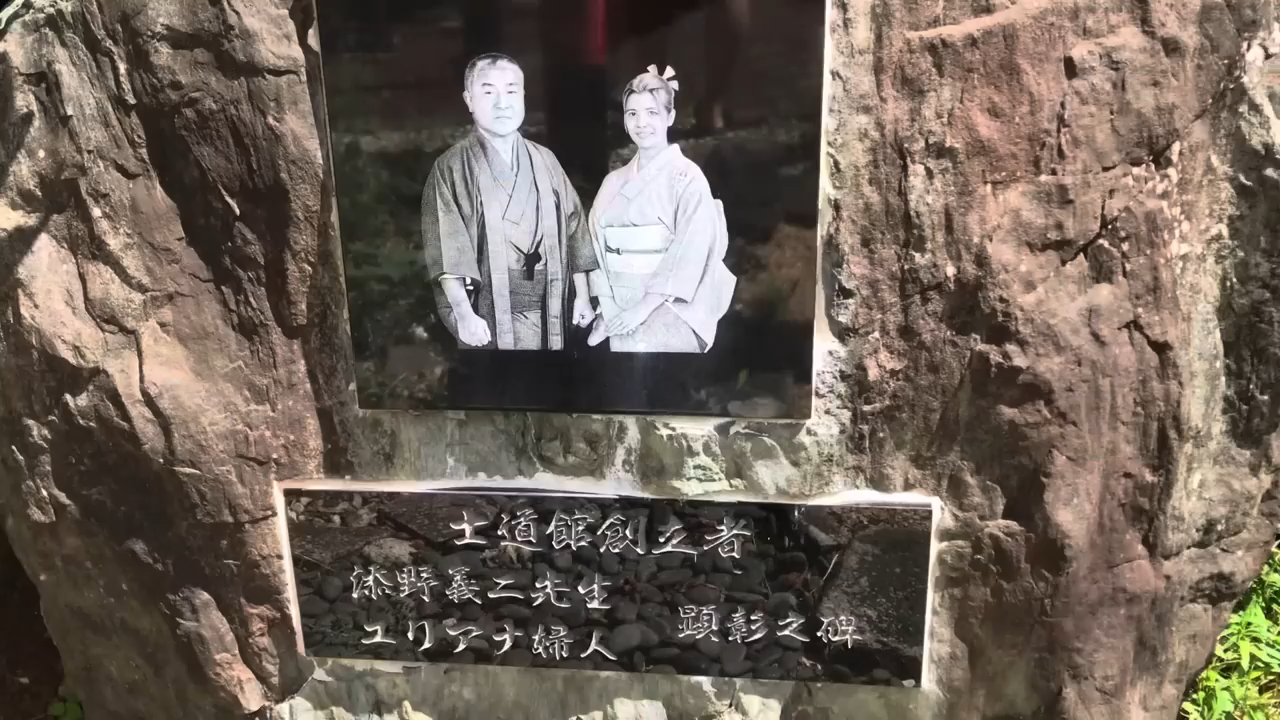 士道館創立者
添野義二先生
ユリアナ婦人
顕彰之碑